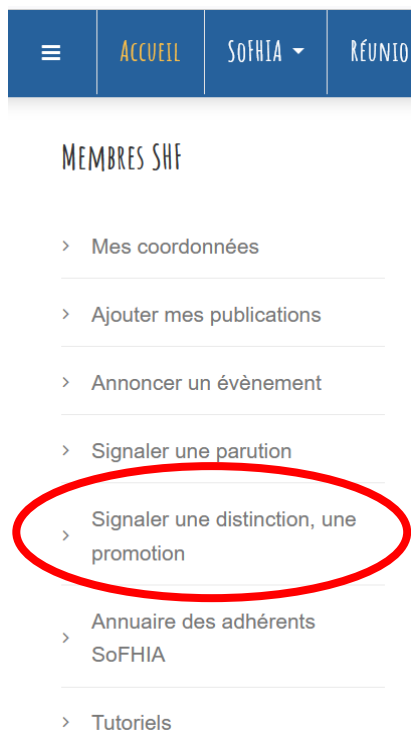 Accueil SoFHIA Réunio
Membres SHF
Mes coordonnées
Ajouter mes publications
Annoncer un évènement
Signaler une parution
Signaler une distinction, une
promotion
Annuaire des adhérents
SoFHIA
Tutoriels